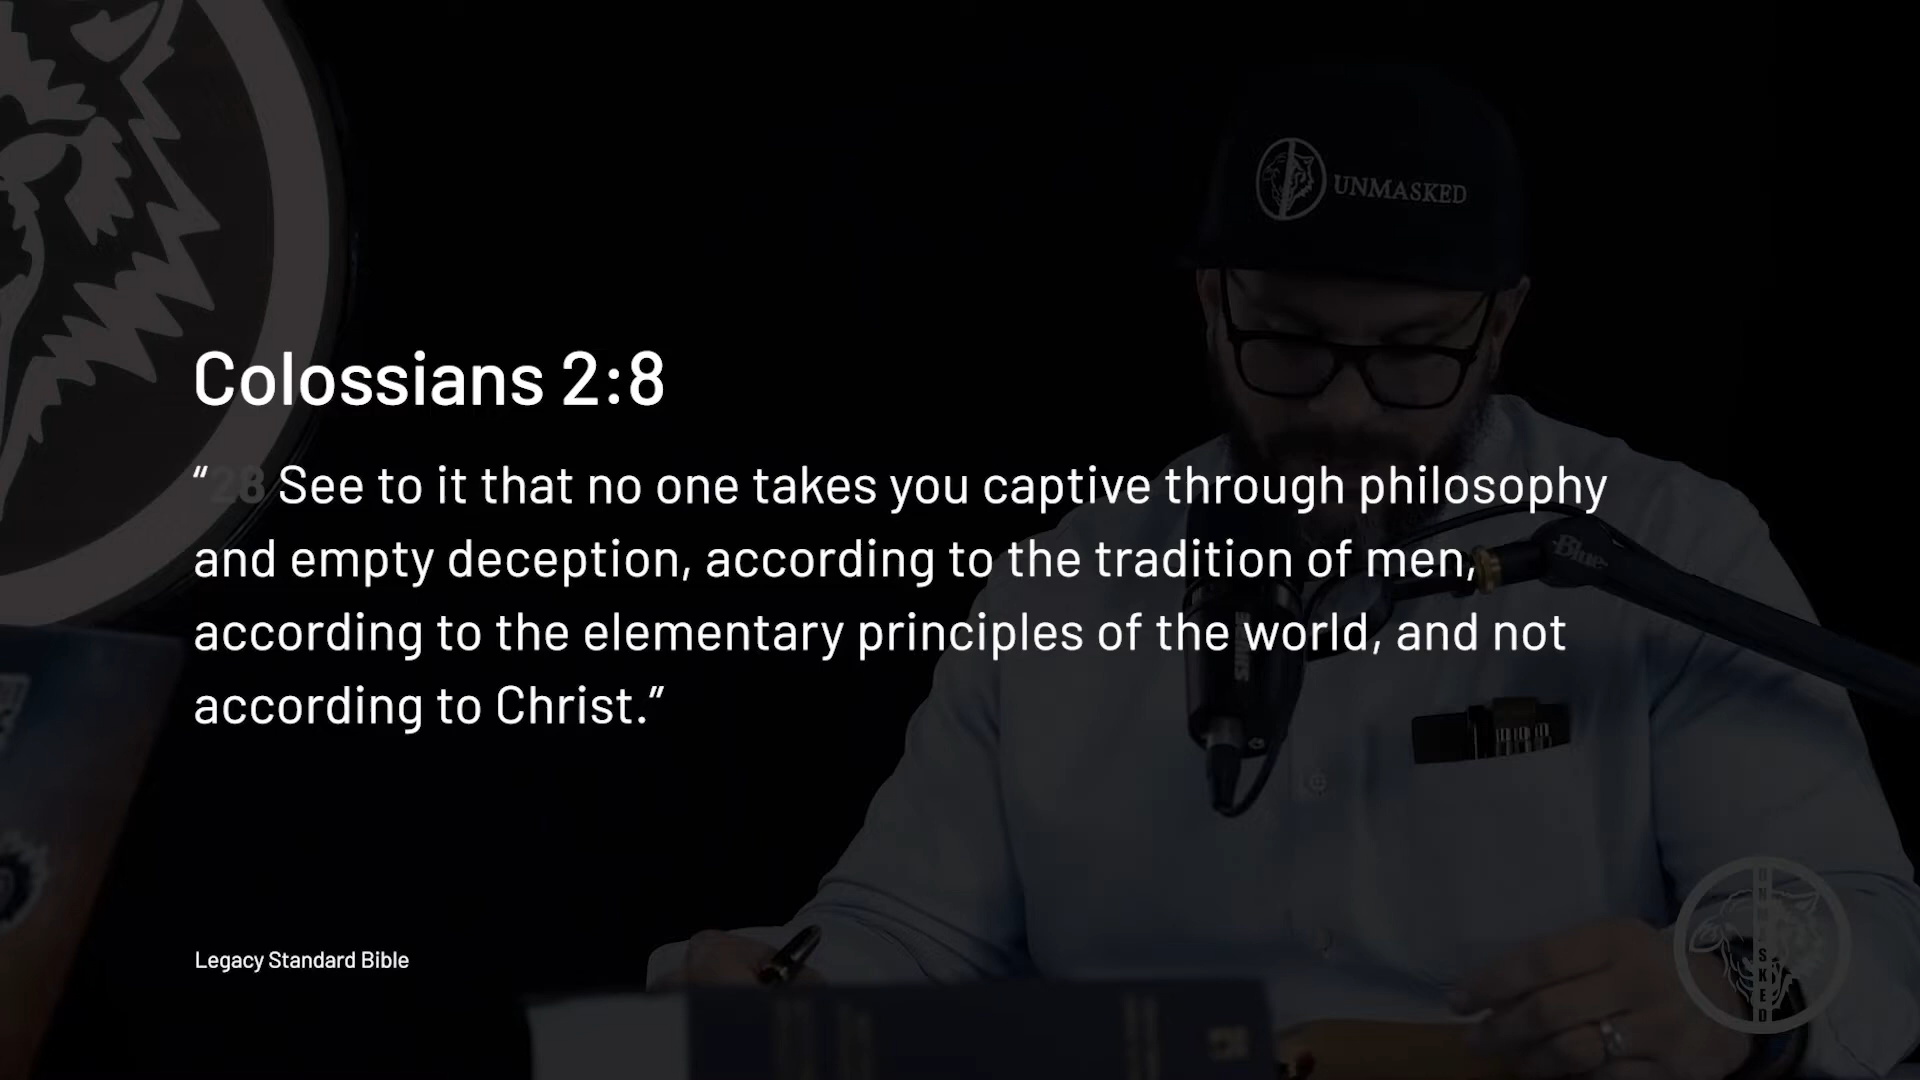 UNMASKED
Colossians 2:8
“28 See to it that no one takes you captive through philosophy
and empty deception, according to the tradition of men,
according to the elementary principles of the world, and not
according to Christ.”
Blue
Legacy Standard Bible
UNMASKED